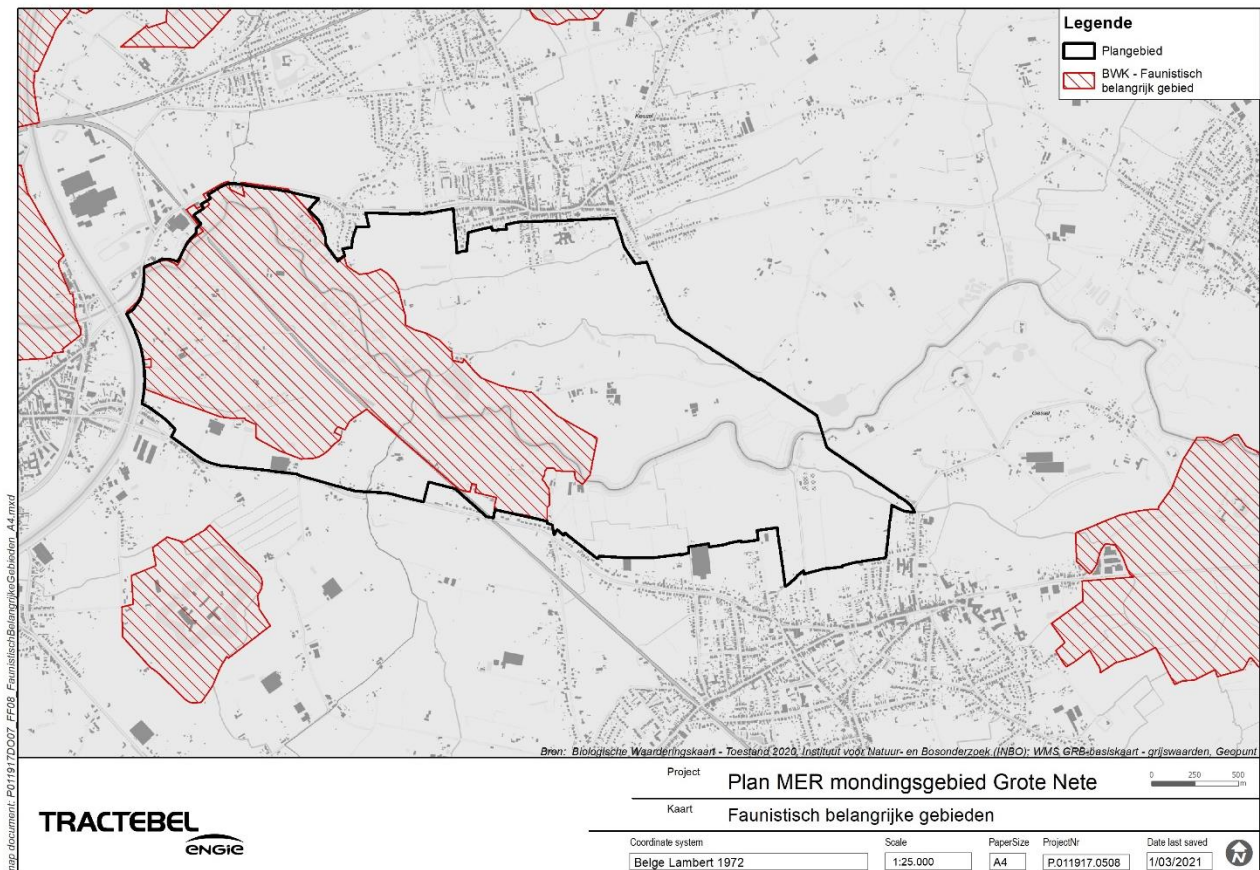 Legende
Plangebied
BWK - Faunistisch
belangrijk gebied
Kessel
Bron: Biologische Waarderingskaart - Toestand 2020, Instituut voor Natuur- en Bosonderzoek (INBO); WMS GRB-basiskaart - grijswaarden, Geopunt
map document: P011917DO07_FF08_FaunistischBelangrijkeGebieden_A4.mxd
TRACTEBEL
ENGIE
Project
Plan MER mondingsgebied Grote Nete
0 250 500
m
Kaart
Faunistisch belangrijke gebieden
Coordinate system
Belge Lambert 1972
Scale
1:25.000
PaperSize
A4
ProjectNr
P.011917.0508
Date last saved
1/03/2021
N